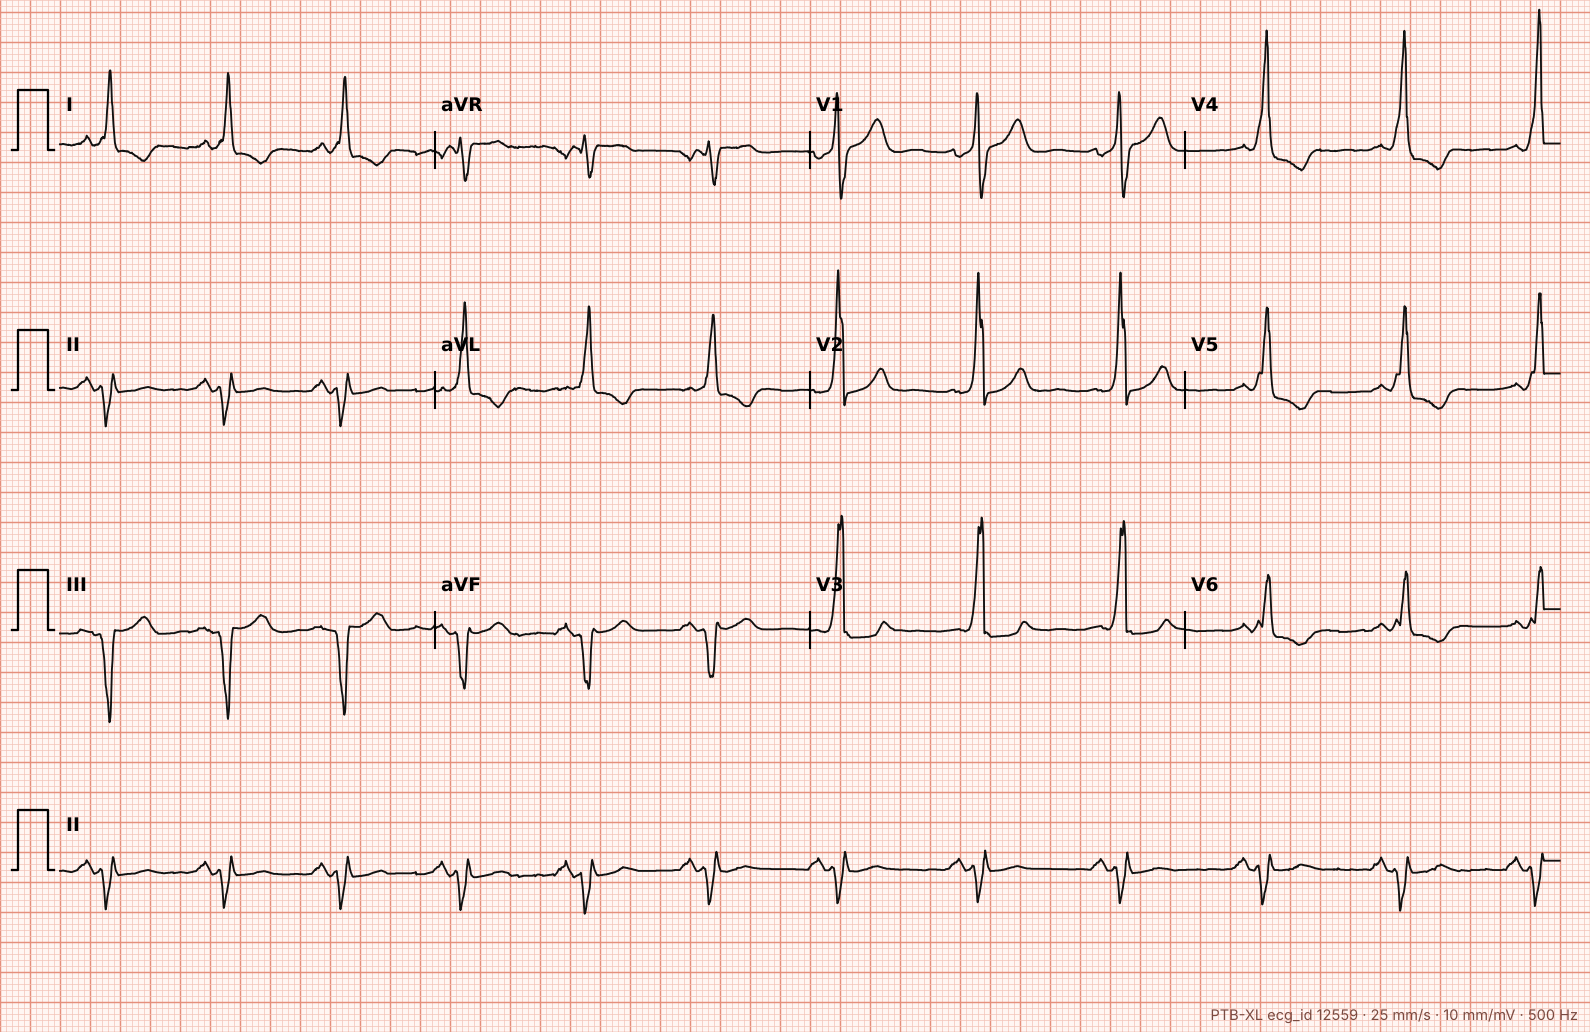 I aVR V1 V4
II aVL V2 V5
III aVF V3 V6
II
PTB-XL ecg_id 12559 · 25 mm/s · 10 mm/mV · 500 Hz